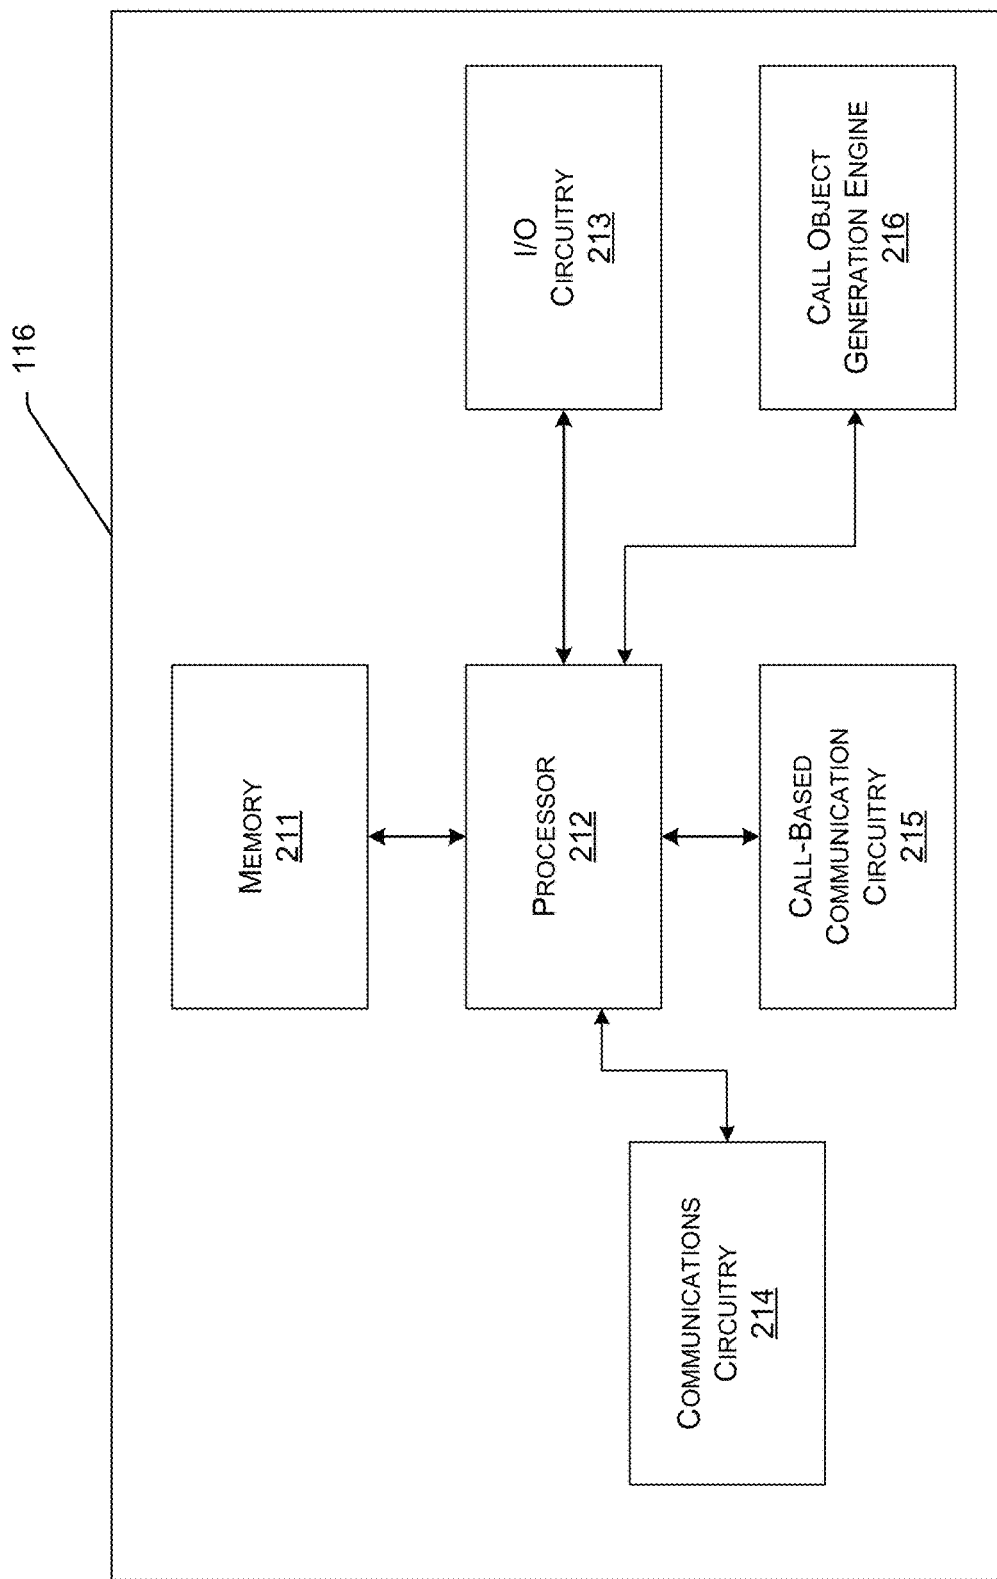 116
MEMORY
211
PROCESSOR
212
I/O
CIRCUITRY
213
COMMUNICATIONS
CIRCUITRY
214
CALL-BASED
COMMUNICATION
CIRCUITRY
215
CALL OBJECT
GENERATION ENGINE
216